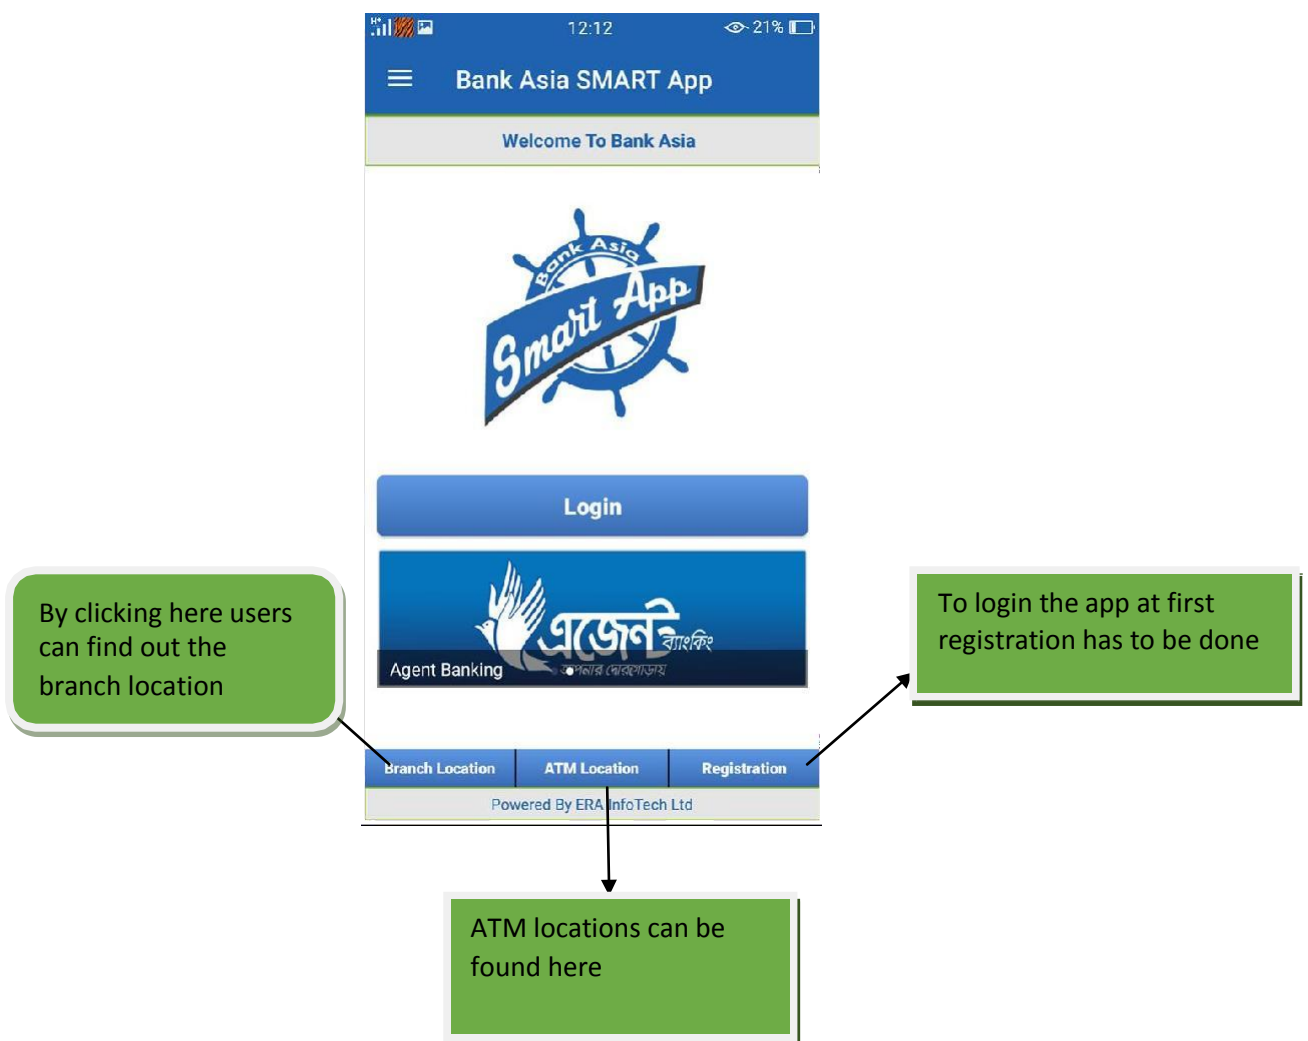 12:12
21%
Bank Asia SMART App
Welcome To Bank Asia
Bank Asia
Smart App
Login
এজেন্ট ব্যাংকিং
আপনার দোরগোড়ায়
Agent Banking
By clicking here users
can find out the
branch location
To login the app at first
registration has to be done
Branch Location
ATM Location
Registration
Powered By ERA InfoTech Ltd
ATM locations can be
found here